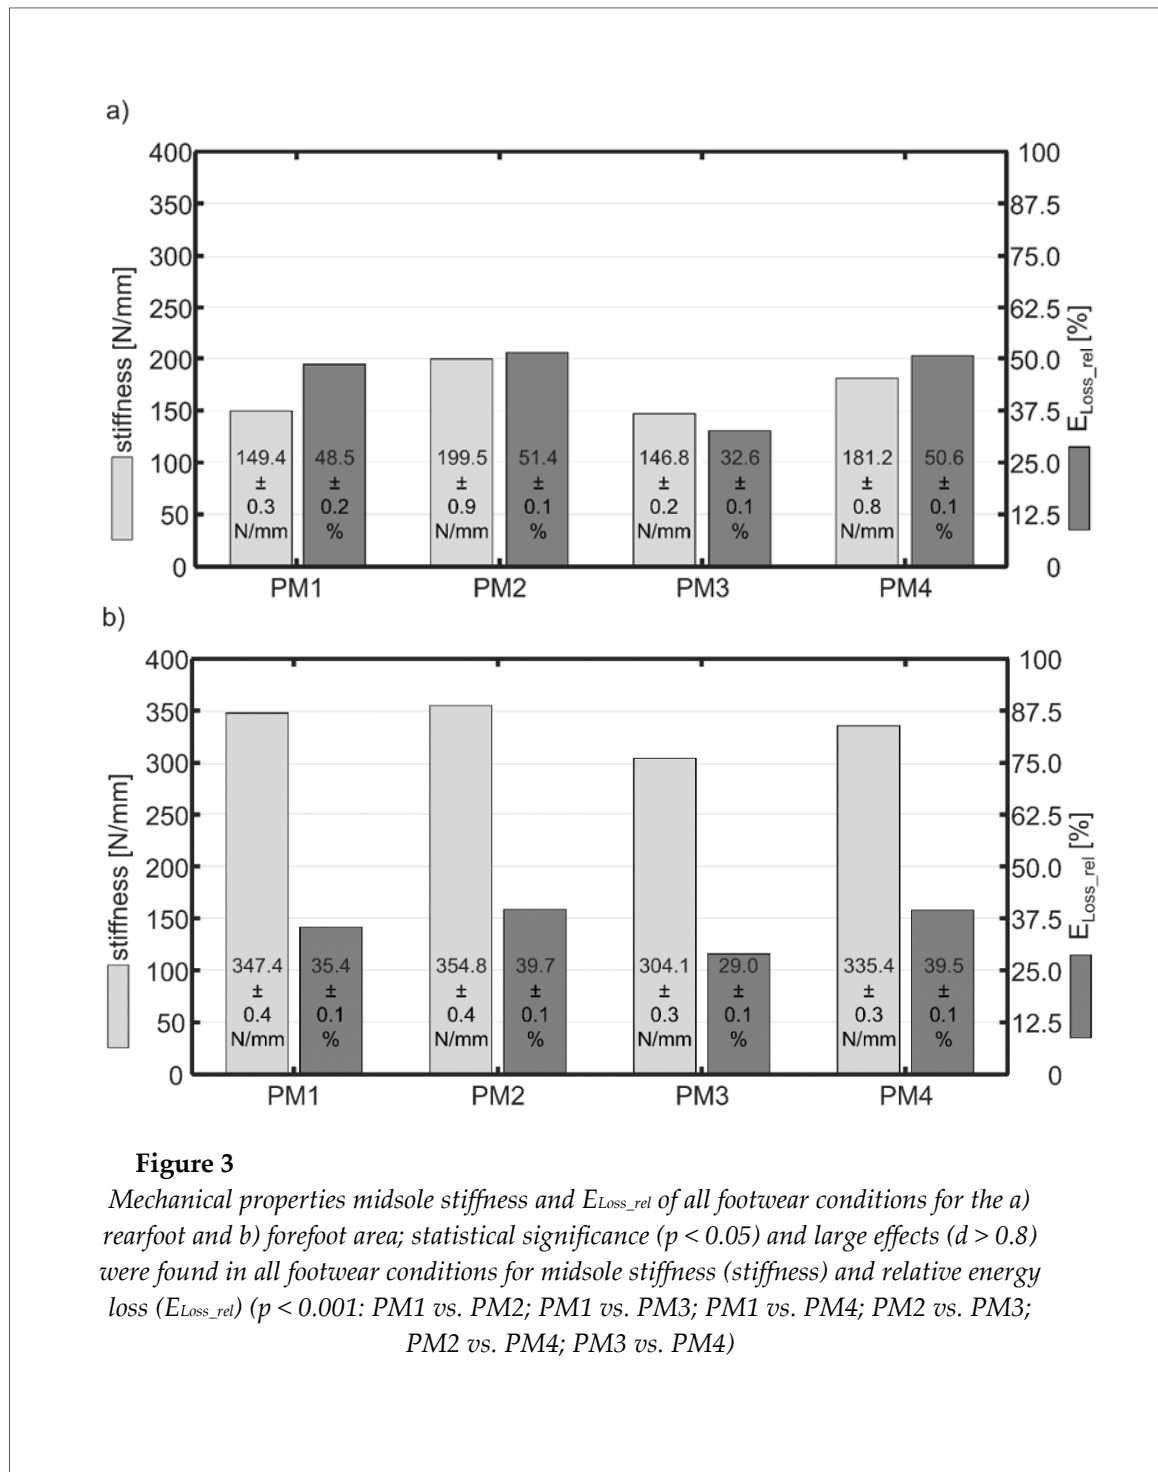 a)
400
350
300
250
200
150
100
50
0
stiffness [N/mm]
100
87.5
75.0
62.5
50.0
37.5
25.0
12.5
0
ELoss_rel [%]
149.4 48.5 199.5 51.4 146.8 32.6 181.2 50.6
± ± ± ± ± ± ± ±
0.3 0.2 0.9 0.1 0.2 0.1 0.8 0.1
N/mm % N/mm % N/mm % N/mm %
PM1 PM2 PM3 PM4
b)
400
350
300
250
200
150
100
50
0
stiffness [N/mm]
100
87.5
75.0
62.5
50.0
37.5
25.0
12.5
0
ELoss_rel [%]
347.4 35.4 354.8 39.7 304.1 29.0 335.4 39.5
± ± ± ± ± ± ± ±
0.4 0.1 0.4 0.1 0.3 0.1 0.3 0.1
N/mm % N/mm % N/mm % N/mm %
PM1 PM2 PM3 PM4
Figure 3
Mechanical properties midsole stiffness and ELoss_rel of all footwear conditions for the a)
rearfoot and b) forefoot area; statistical significance (p < 0.05) and large effects (d > 0.8)
were found in all footwear conditions for midsole stiffness (stiffness) and relative energy
loss (ELoss_rel) (p < 0.001: PM1 vs. PM2; PM1 vs. PM3; PM1 vs. PM4; PM2 vs. PM3;
PM2 vs. PM4; PM3 vs. PM4)